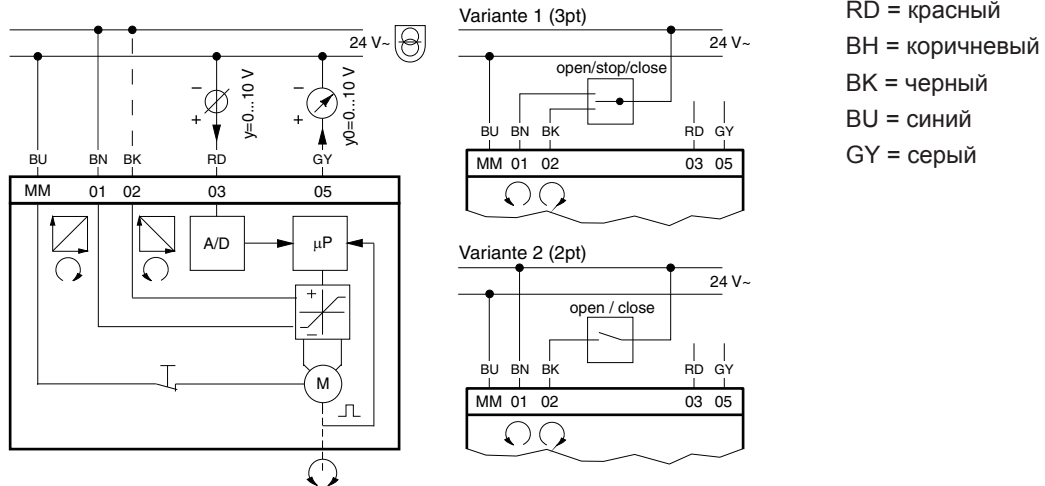 24 V~
− −
+ +
y=0...10 V
y0=0...10 V
BU BN BK RD GY
MM 01 02 03 05
A/D µP
+
−
M
Variante 1 (3pt)
24 V~
open/stop/close
BU BN BK RD GY
MM 01 02 03 05
Variante 2 (2pt)
24 V~
open / close
BU BN BK RD GY
MM 01 02 03 05
RD = красный
BH = коричневый
BK = черный
BU = синий
GY = серый